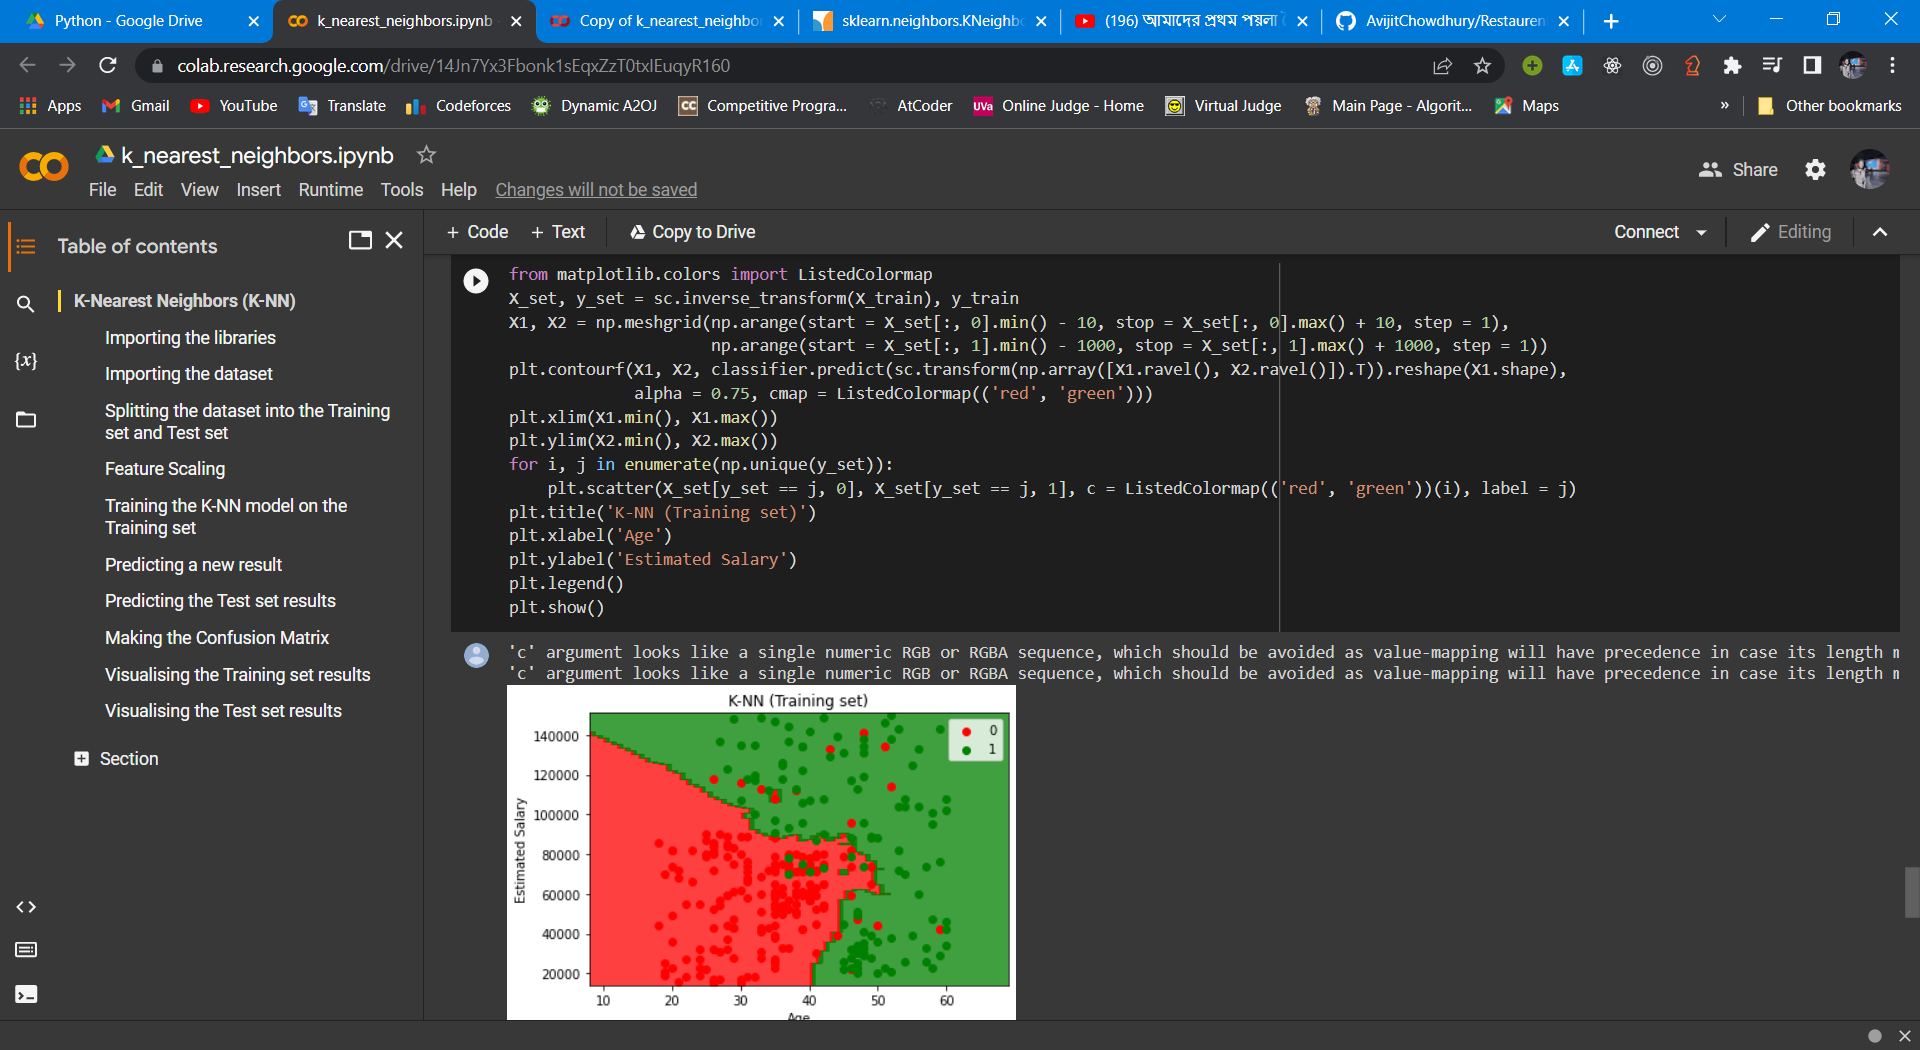 Python - Google Drive
k_nearest_neighbors.ipynb
Copy of k_nearest_neighbo
sklearn.neighbors.KNeighb
(196) আমাদের প্রথম পয়লা
AvijitChowdhury/Restauren
colab.research.google.com/drive/14Jn7Yx3Fbonk1sEqxZzT0txIEuqyR160
Apps
Gmail
YouTube
Translate
Codeforces
Dynamic A2OJ
CC
Competitive Progra...
AtCoder
UVa
Online Judge - Home
Virtual Judge
Main Page - Algorit...
Maps
»
Other bookmarks
k_nearest_neighbors.ipynb
Share
File Edit View Insert Runtime Tools Help Changes will not be saved
Table of contents
+ Code + Text Copy to Drive
Connect
Editing
K-Nearest Neighbors (K-NN)
Importing the libraries
Importing the dataset
Splitting the dataset into the Training
set and Test set
Feature Scaling
Training the K-NN model on the
Training set
Predicting a new result
Predicting the Test set results
Making the Confusion Matrix
Visualising the Training set results
Visualising the Test set results
Section
{x}
from matplotlib.colors import ListedColormap
X_set, y_set = sc.inverse_transform(X_train), y_train
X1, X2 = np.meshgrid(np.arange(start = X_set[:, 0].min() - 10, stop = X_set[:, 0].max() + 10, step = 1),
np.arange(start = X_set[:, 1].min() - 1000, stop = X_set[:, 1].max() + 1000, step = 1))
plt.contourf(X1, X2, classifier.predict(sc.transform(np.array([X1.ravel(), X2.ravel()]).T)).reshape(X1.shape),
alpha = 0.75, cmap = ListedColormap(('red', 'green')))
plt.xlim(X1.min(), X1.max())
plt.ylim(X2.min(), X2.max())
for i, j in enumerate(np.unique(y_set)):
plt.scatter(X_set[y_set == j, 0], X_set[y_set == j, 1], c = ListedColormap(('red', 'green'))(i), label = j)
plt.title('K-NN (Training set)')
plt.xlabel('Age')
plt.ylabel('Estimated Salary')
plt.legend()
plt.show()
'c' argument looks like a single numeric RGB or RGBA sequence, which should be avoided as value-mapping will have precedence in case its length m
'c' argument looks like a single numeric RGB or RGBA sequence, which should be avoided as value-mapping will have precedence in case its length m
K-NN (Training set)
0
1
140000
120000
100000
80000
60000
40000
20000
Estimated Salary
10 20 30 40 50 60
Age